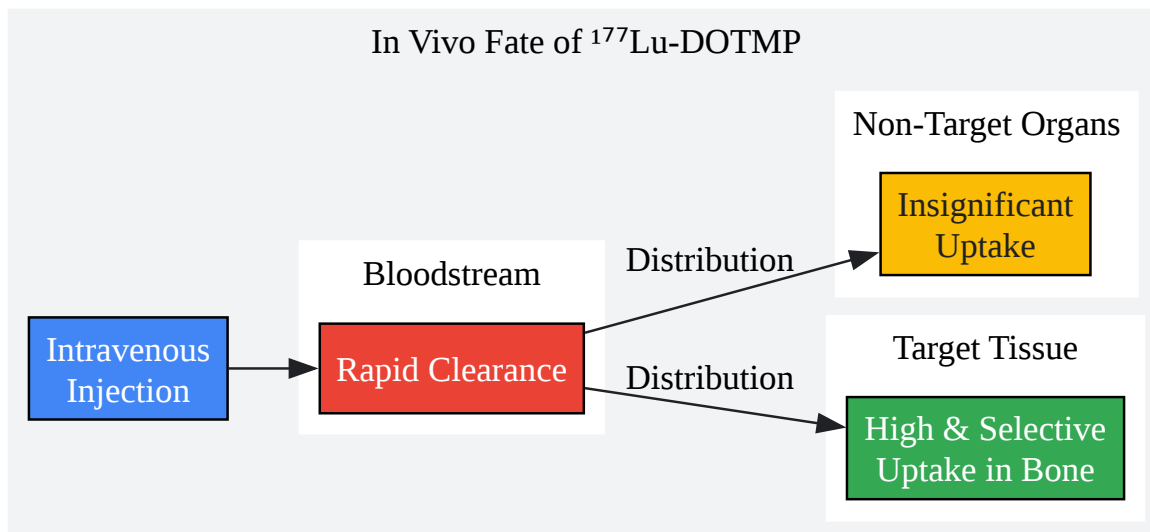 In Vivo Fate of ¹⁷⁷Lu-DOTMP
Intravenous
Injection
Bloodstream
Rapid Clearance
Distribution
Distribution
Non-Target Organs
Insignificant
Uptake
Target Tissue
High & Selective
Uptake in Bone